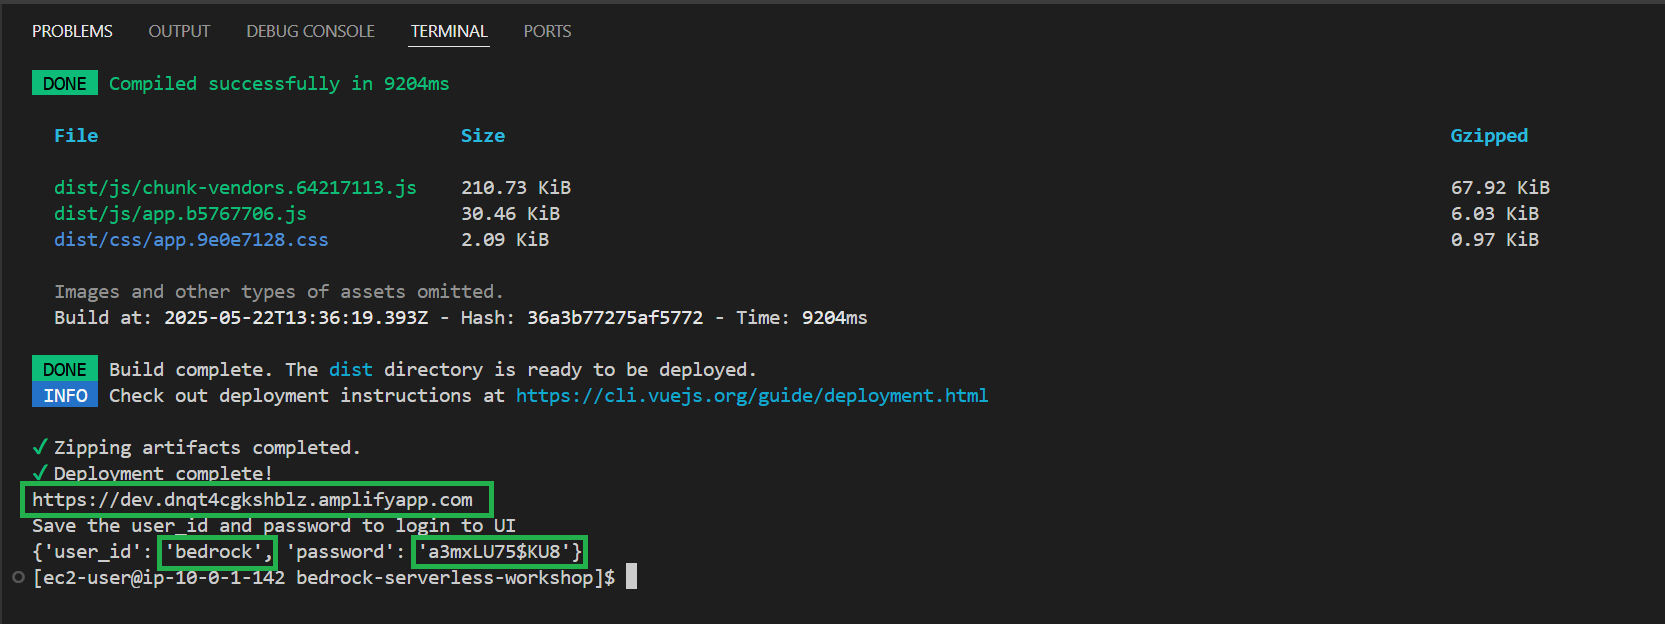 PROBLEMS OUTPUT DEBUG CONSOLE TERMINAL PORTS
DONE Compiled successfully in 9204ms
File Size Gzipped
dist/js/chunk-vendors.64217113.js 210.73 KiB 67.92 KiB
dist/js/app.b5767706.js 30.46 KiB 6.03 KiB
dist/css/app.9e0e7128.css 2.09 KiB 0.97 KiB
Images and other types of assets omitted.
Build at: 2025-05-22T13:36:19.393Z - Hash: 36a3b77275af5772 - Time: 9204ms
DONE Build complete. The dist directory is ready to be deployed.
INFO Check out deployment instructions at https://cli.vuejs.org/guide/deployment.html
✓ Zipping artifacts completed.
✓ Deployment complete!
https://dev.dnqt4cgkshblz.amplifyapp.com
Save the user_id and password to login to UI
{'user_id': 'bedrock', 'password': 'a3mxLU75$KU8'}
[ec2-user@ip-10-0-1-142 bedrock-serverless-workshop]$